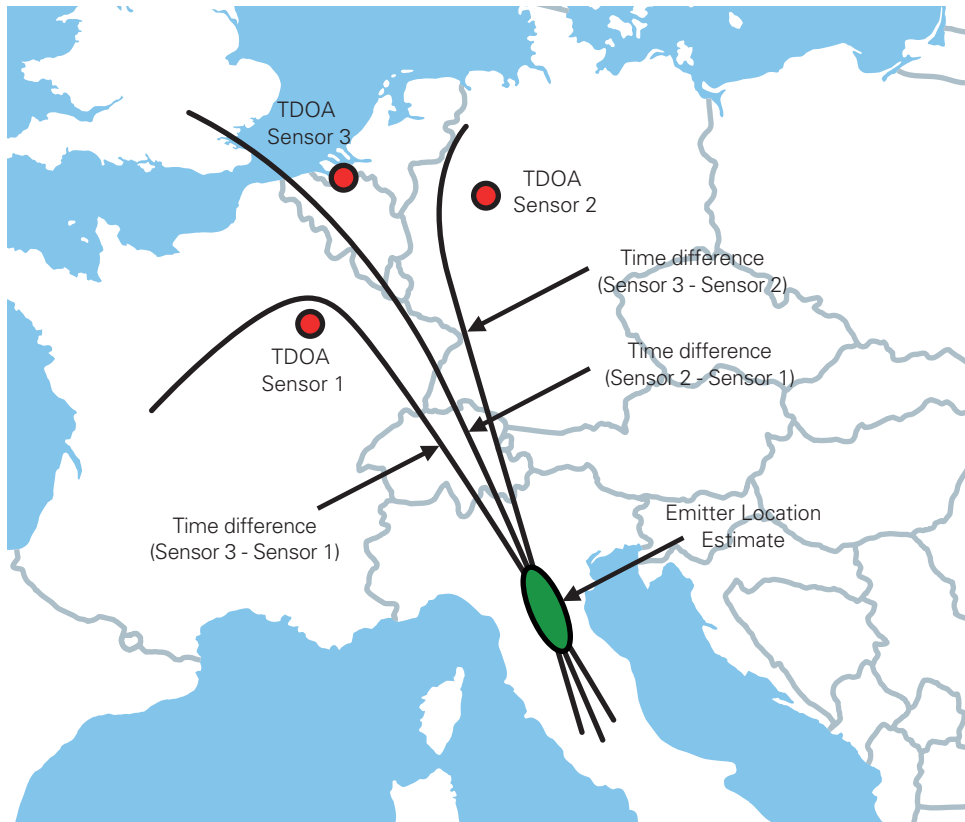 TDOA
Sensor 3
TDOA
Sensor 2
Time difference
(Sensor 3 - Sensor 2)
TDOA
Sensor 1
Time difference
(Sensor 2 - Sensor 1)
Time difference
(Sensor 3 - Sensor 1)
Emitter Location
Estimate